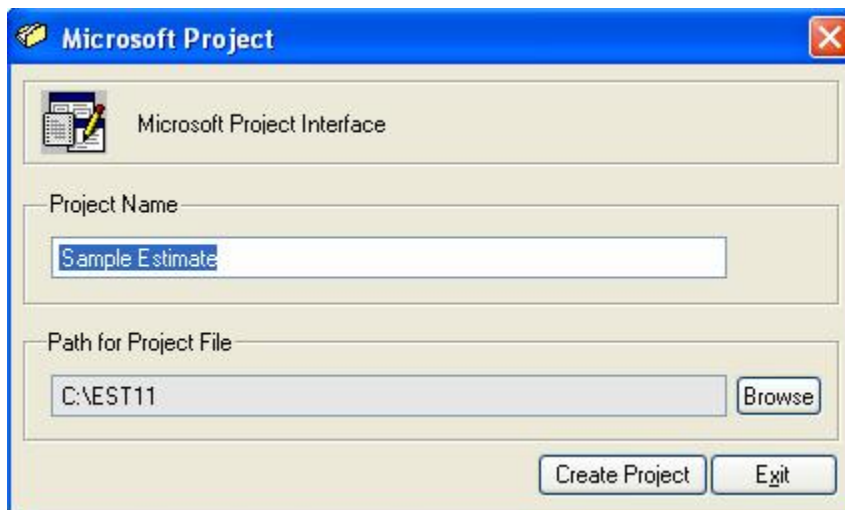 Microsoft Project
Microsoft Project Interface
Project Name
Sample Estimate
Path for Project File
C:\EST11
Browse
Create Project Exit